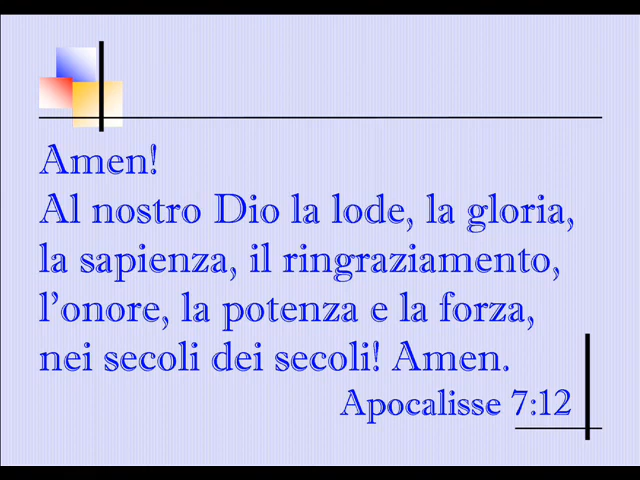 Amen!
Al nostro Dio la lode, la gloria,
la sapienza, il ringraziamento,
l'onore, la potenza e la forza,
nei secoli dei secoli! Amen.
Apocalisse 7:12